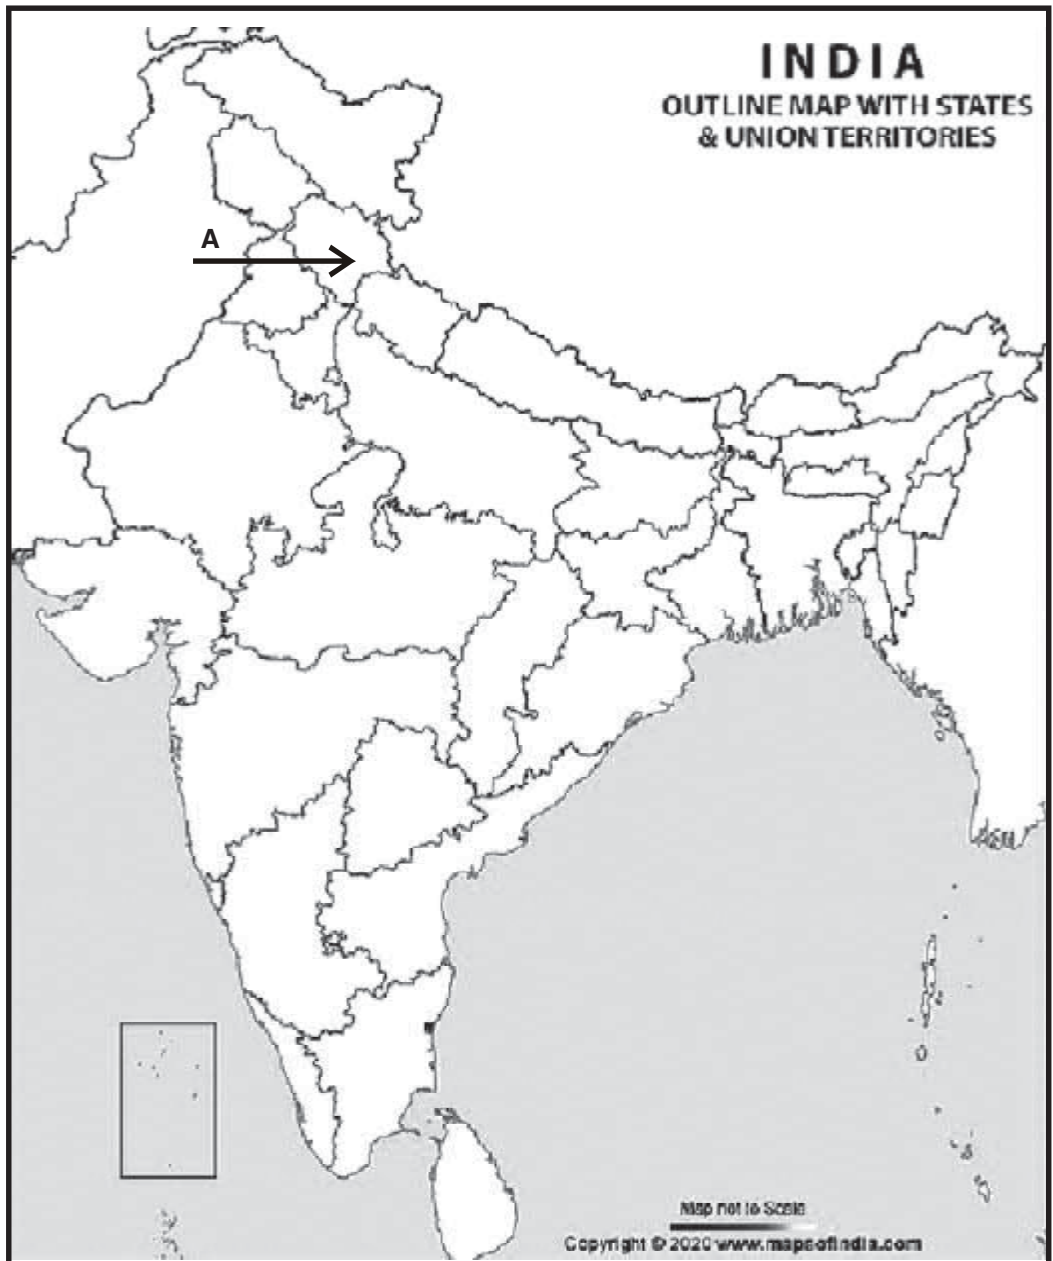 INDIA
OUTLINE MAP WITH STATES
& UNION TERRITORIES
A
Map not to Scale
Copyright © 2020 www.mapsofindia.com